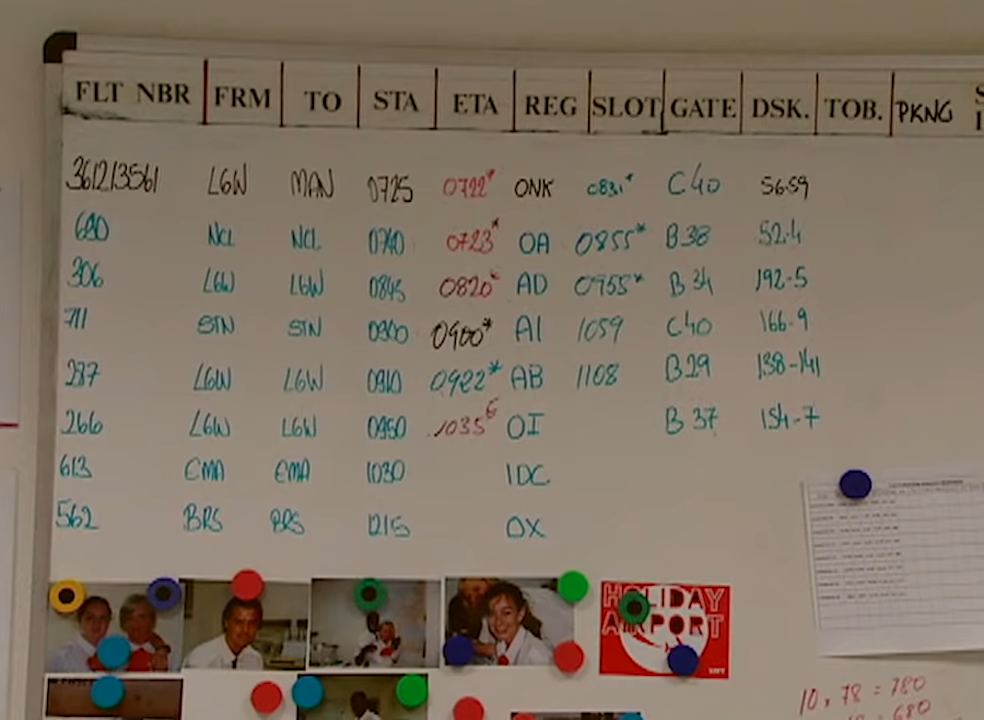 FLT NBR FRM TO STA ETA REG SLOT GATE DSK. TOB. PKNG
3612/3561 LGW MAN 0725 0722* ONK 0831* C40 56-59
680 NCL NCL 0740 0723* OA 0855* B38 52-4
306 LGW LGW 0845 0820* AD 0955* B34 192-5
711 STN STN 0900 0900* AI 1059 C40 166-9
287 LGW LGW 0910 0922* AB 1108 B29 138-141
266 LGW LGW 0950 1035E OI B37 154-7
613 EMA EMA 1030 IDC
562 BRS BRS 1215 OX
HOLIDAY
AIRPORT
10, 78 = 780
= 680